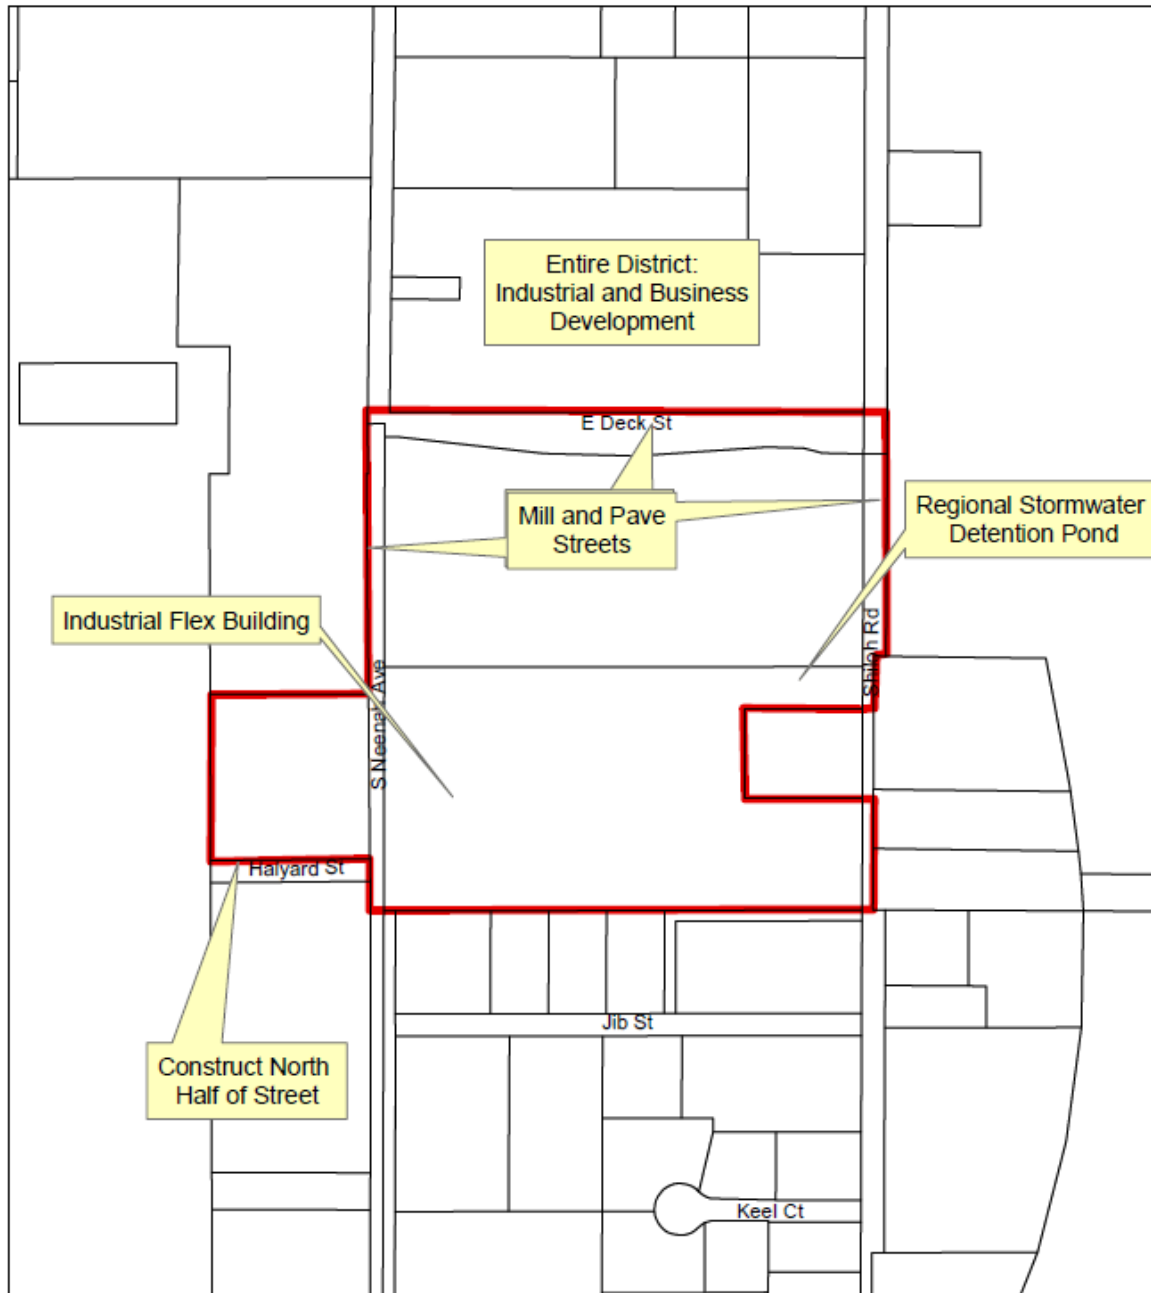 Entire District:
Industrial and Business
Development
E Deck St
Mill and Pave
Streets
Regional Stormwater
Detention Pond
Industrial Flex Building
Shiloh Rd
S Neenah Ave
Halyard St
Construct North
Half of Street
Jib St
Keel Ct